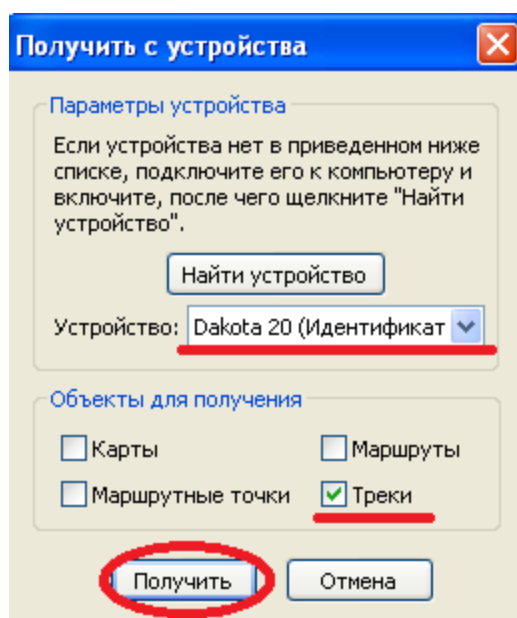 Получить с устройства
Параметры устройства
Если устройства нет в приведенном ниже
списке, подключите его к компьютеру и
включите, после чего щелкните "Найти
устройство".
Найти устройство
Устройство: Dakota 20 (Идентификат
Объекты для получения
Карты Маршруты
Маршрутные точки Треки
Получить Отмена